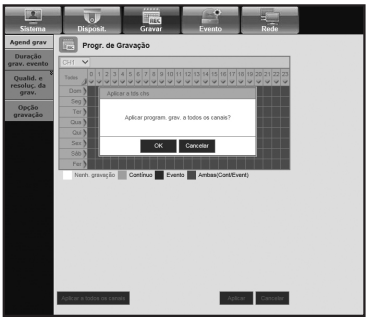 Sistema Disposit. Gravar Evento Rede
REC
Agend grav
Duração grav. evento
Qualid. e resoluç. da grav.
Opção gravação
Progr. de Gravação
CH1
Todos 0 1 2 3 4 5 6 7 8 9 10 11 12 13 14 15 16 17 18 19 20 21 22 23
Dom
Seg
Ter
Qua
Qui
Sex
Sáb
Fer
Aplicar a tds chs
Aplicar program. grav. a todos os canais?
OK Cancelar
Nenh. gravação Contínuo Evento Ambas(Cont/Event)
Aplicar a todos os canais Aplicar Cancelar